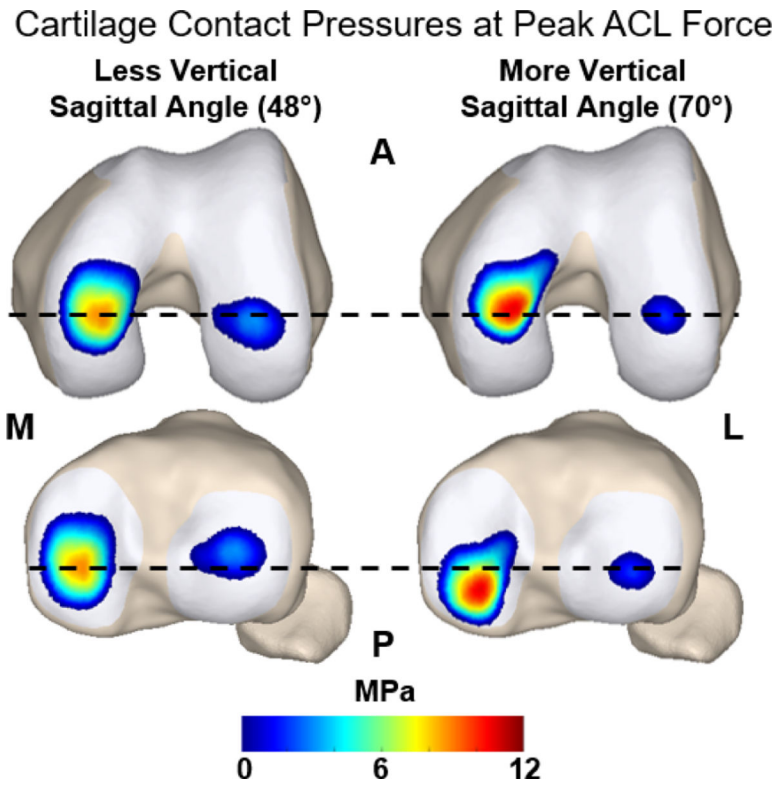 Cartilage Contact Pressures at Peak ACL Force
Less Vertical
Sagittal Angle (48°)
More Vertical
Sagittal Angle (70°)
A
M
L
P
MPa
0
6
12